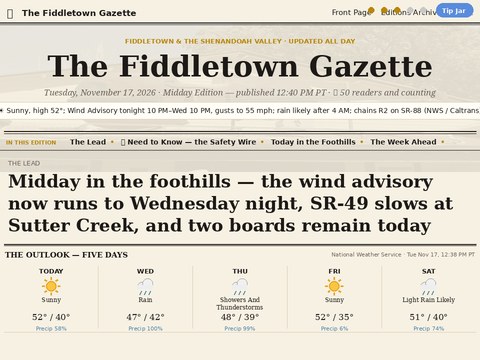 Front Page Editions Archive Tip Jar
FIDDLETOWN & THE SHENANDOAH VALLEY · UPDATED ALL DAY
The Fiddletown Gazette
Tuesday, November 17, 2026 · Midday Edition — published 12:40 PM PT · 50 readers and counting
Sunny, high 52°; Wind Advisory tonight 10 PM–Wed 10 PM, gusts to 55 mph; rain likely after 4 AM; chains R2 on SR-88 (NWS / Caltrans
IN THIS EDITION The Lead • Need to Know — the Safety Wire • Today in the Foothills • The Week Ahead •
THE LEAD
Midday in the foothills — the wind advisory
now runs to Wednesday night, SR-49 slows at
Sutter Creek, and two boards remain today
THE OUTLOOK — FIVE DAYS
National Weather Service · Tue Nov 17, 12:38 PM PT
TODAY WED THU FRI SAT
Sunny Rain Showers And Thunderstorms Sunny Light Rain Likely
52° / 40° 47° / 42° 48° / 39° 52° / 35° 51° / 40°
Precip 58% Precip 100% Precip 99% Precip 6% Precip 74%